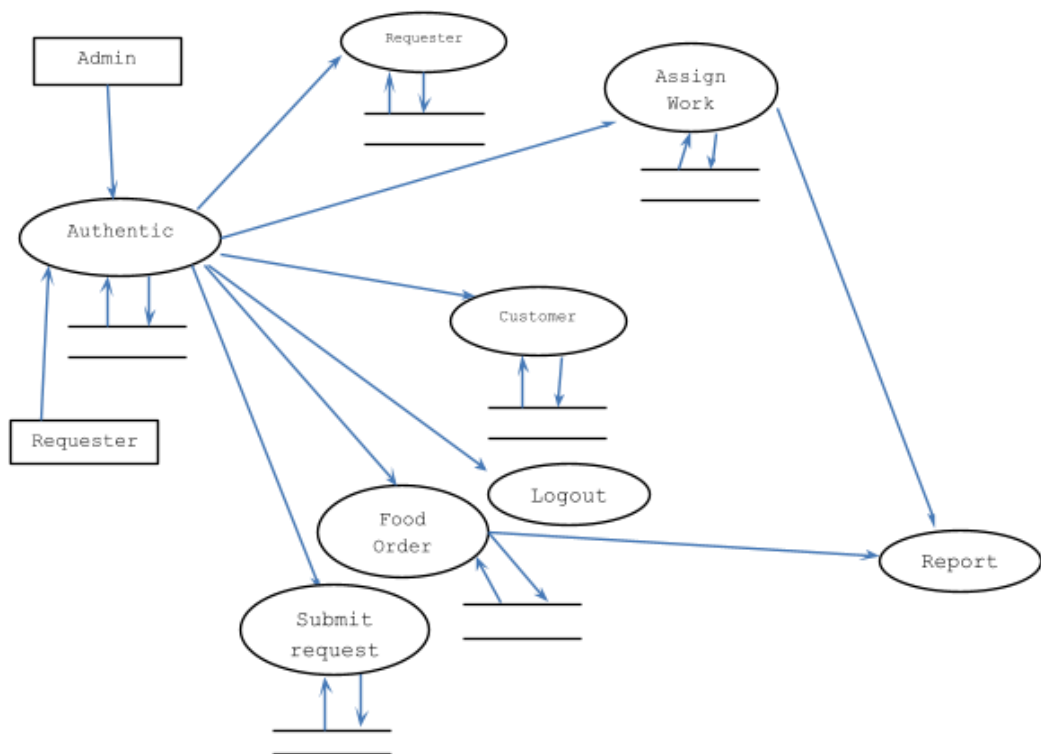 Requester
Admin
Assign
Work
Authentic
Customer
Requester
Logout
Food
Order
Report
Submit
request